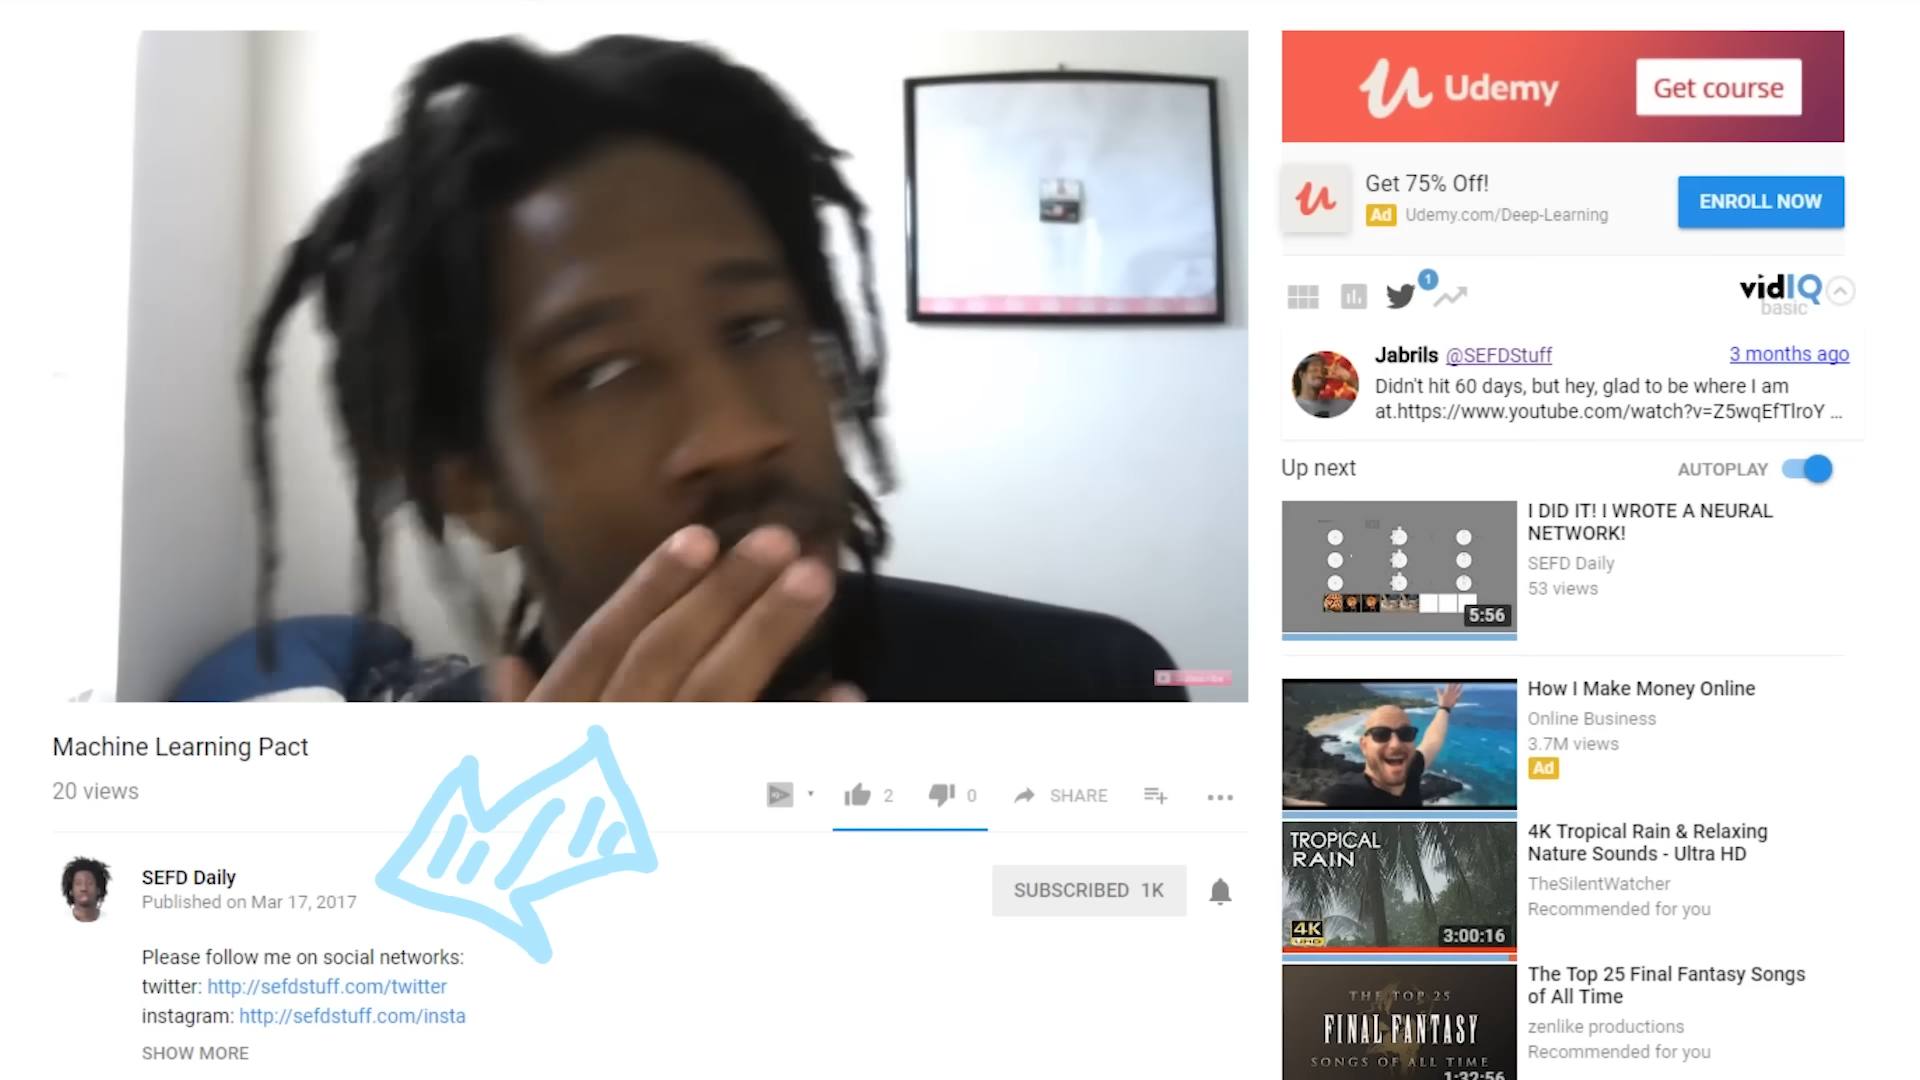 Subscribe
Machine Learning Pact
20 views
2
0
SHARE
SEFD Daily
Published on Mar 17, 2017
SUBSCRIBED 1K
Please follow me on social networks:
twitter: http://sefdstuff.com/twitter
instagram: http://sefdstuff.com/insta
SHOW MORE
Udemy
Get course
Get 75% Off!
Ad Udemy.com/Deep-Learning
ENROLL NOW
1
vidIQ
basic
Jabrils @SEFDStuff 3 months ago
Didn't hit 60 days, but hey, glad to be where I am
at.https://www.youtube.com/watch?v=Z5wqEfTlroY ...
Up next
AUTOPLAY
5:56
I DID IT! I WROTE A NEURAL
NETWORK!
SEFD Daily
53 views
How I Make Money Online
Online Business
3.7M views
Ad
TROPICAL
RAIN
4K
UHD
3:00:16
4K Tropical Rain & Relaxing
Nature Sounds - Ultra HD
TheSilentWatcher
Recommended for you
THE TOP 25
FINAL FANTASY
SONGS OF ALL TIME
1:32:56
The Top 25 Final Fantasy Songs
of All Time
zenlike productions
Recommended for you